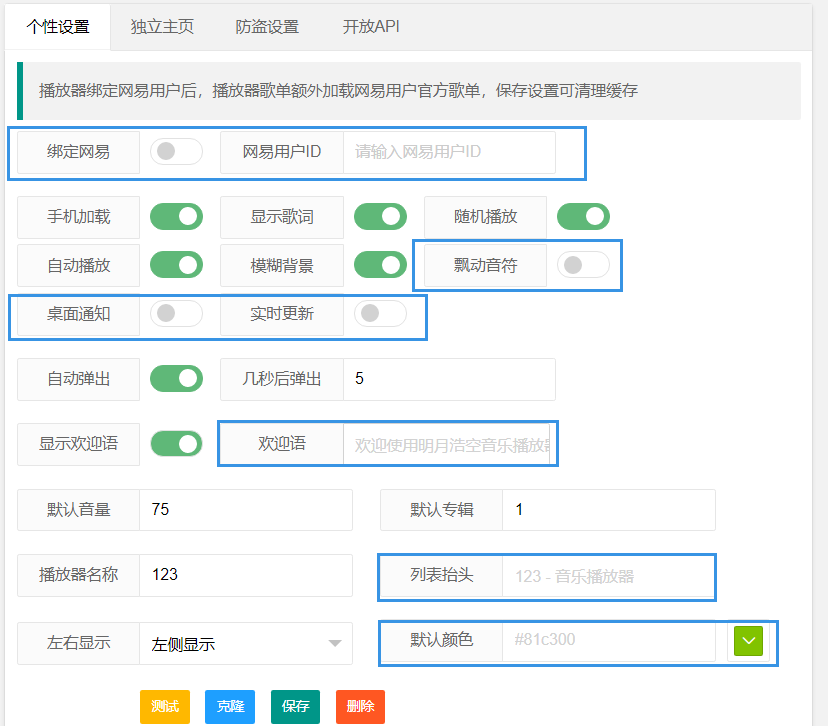 个性设置 独立主页 防盗设置 开放API
播放器绑定网易用户后，播放器歌单额外加载网易用户官方歌单，保存设置可清理缓存
绑定网易 网易用户ID 请输入网易用户ID
手机加载 显示歌词 随机播放
自动播放 模糊背景 飘动音符
桌面通知 实时更新
自动弹出 几秒后弹出 5
显示欢迎语 欢迎语 欢迎使用明月浩空音乐播放器
默认音量 75 默认专辑 1
播放器名称 123 列表抬头 123 - 音乐播放器
左右显示 左侧显示 默认颜色 #81c300
测试 克隆 保存 删除